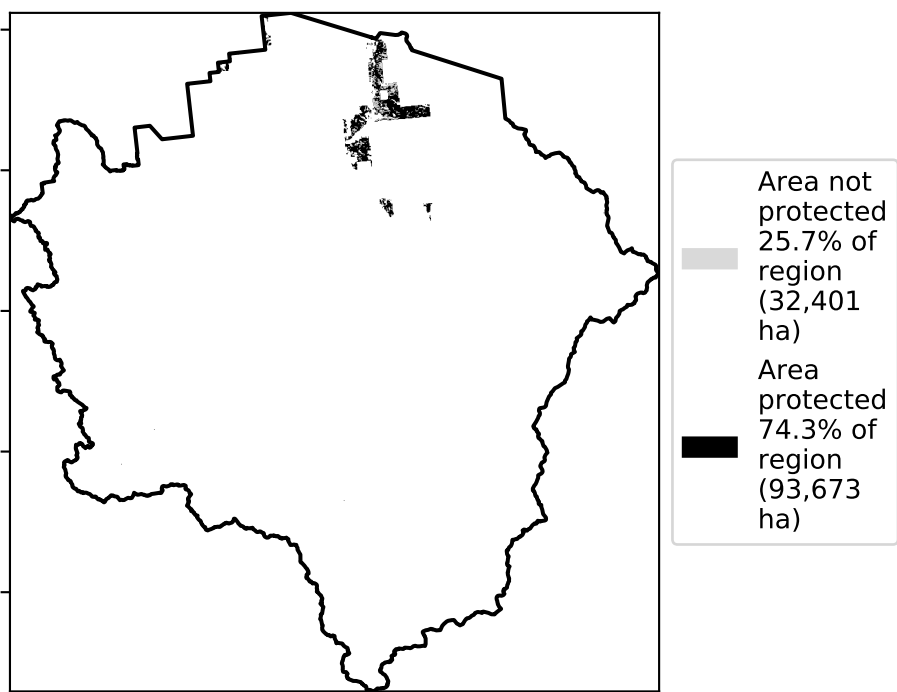 Area not
protected
25.7% of
region
(32,401
ha)
Area
protected
74.3% of
region
(93,673
ha)